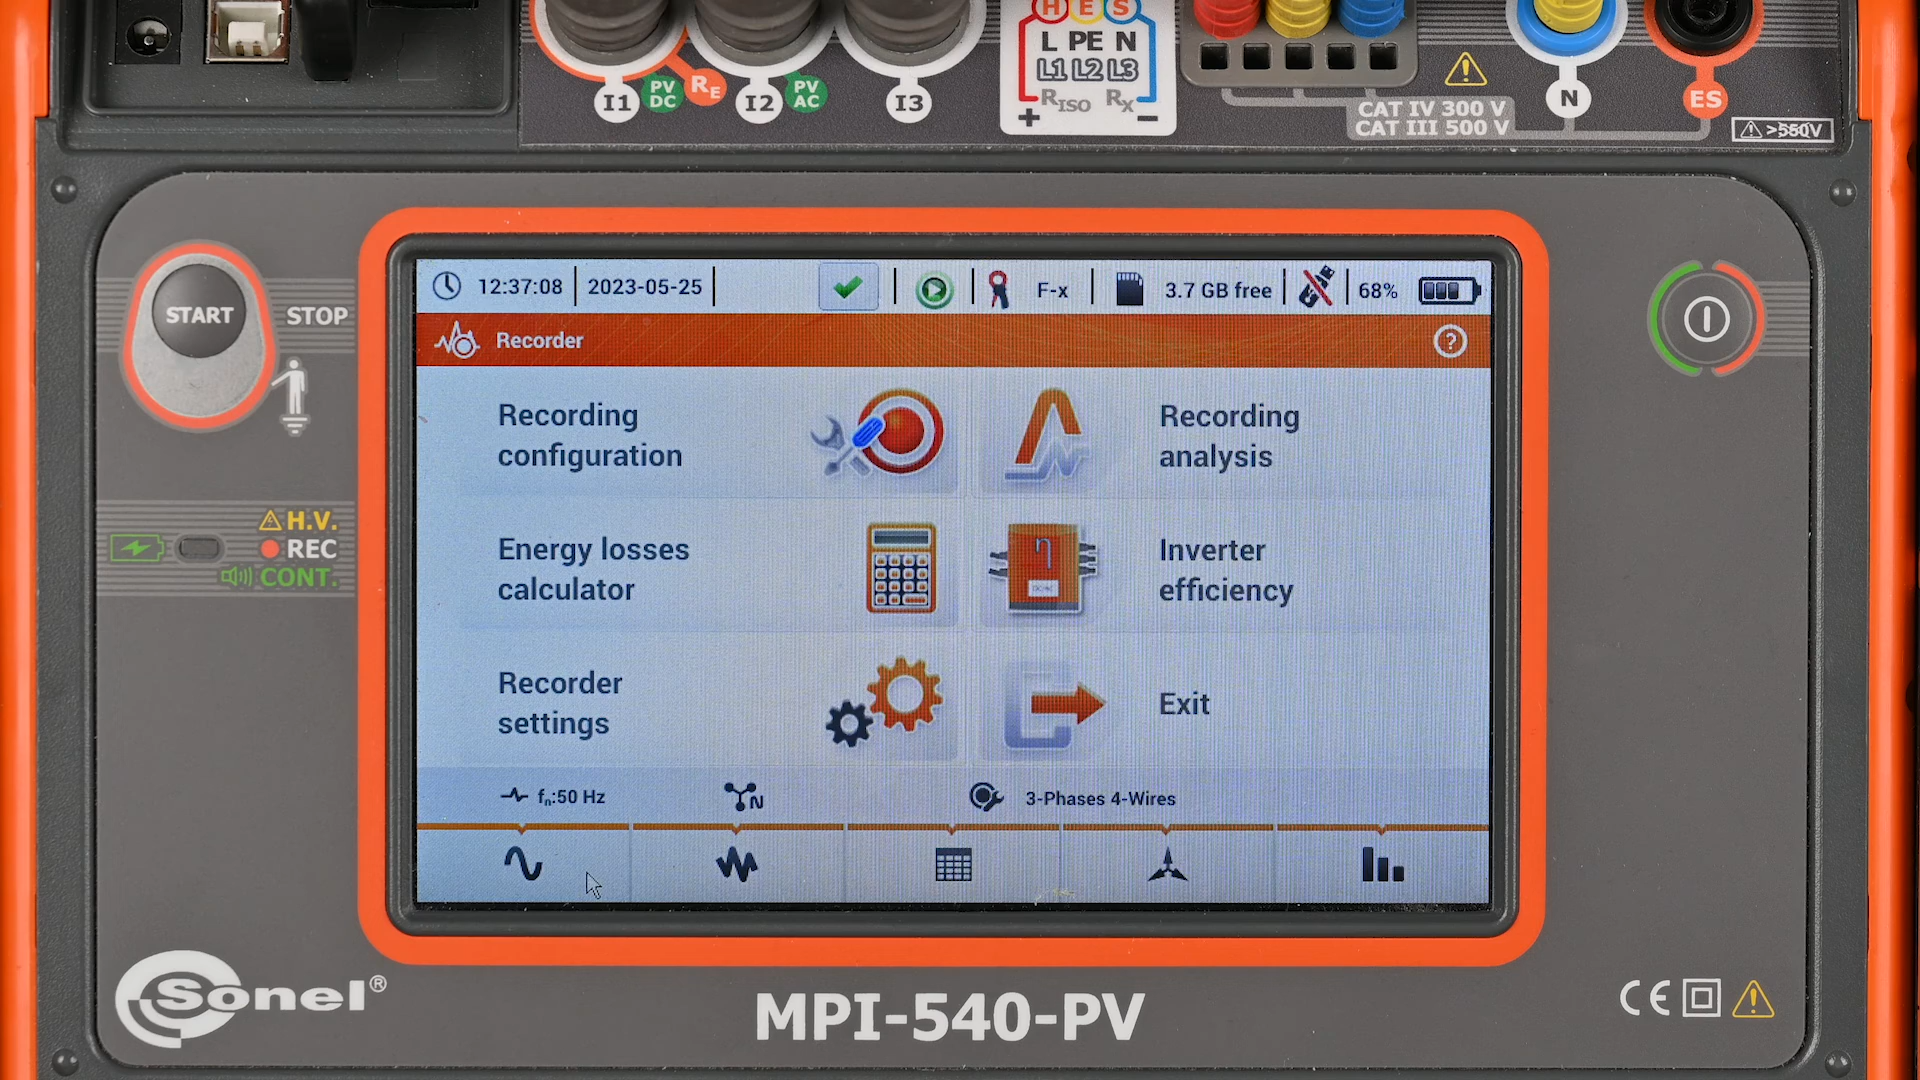 H E S
L PE N
L1 L2 L3
RISO RX
+ −
I1
PV
DC
RE
I2
PV
AC
I3
CAT IV 300 V
CAT III 500 V
N
ES
>550V
START
STOP
12:37:08
2023-05-25
F-x
3.7 GB free
68%
Recorder
?
Recording
configuration
Recording
analysis
Energy losses
calculator
η
Inverter
efficiency
Recorder
settings
Exit
fn:50 Hz
N
3-Phases 4-Wires
H.V.
REC
CONT.
Sonel®
MPI-540-PV
CE